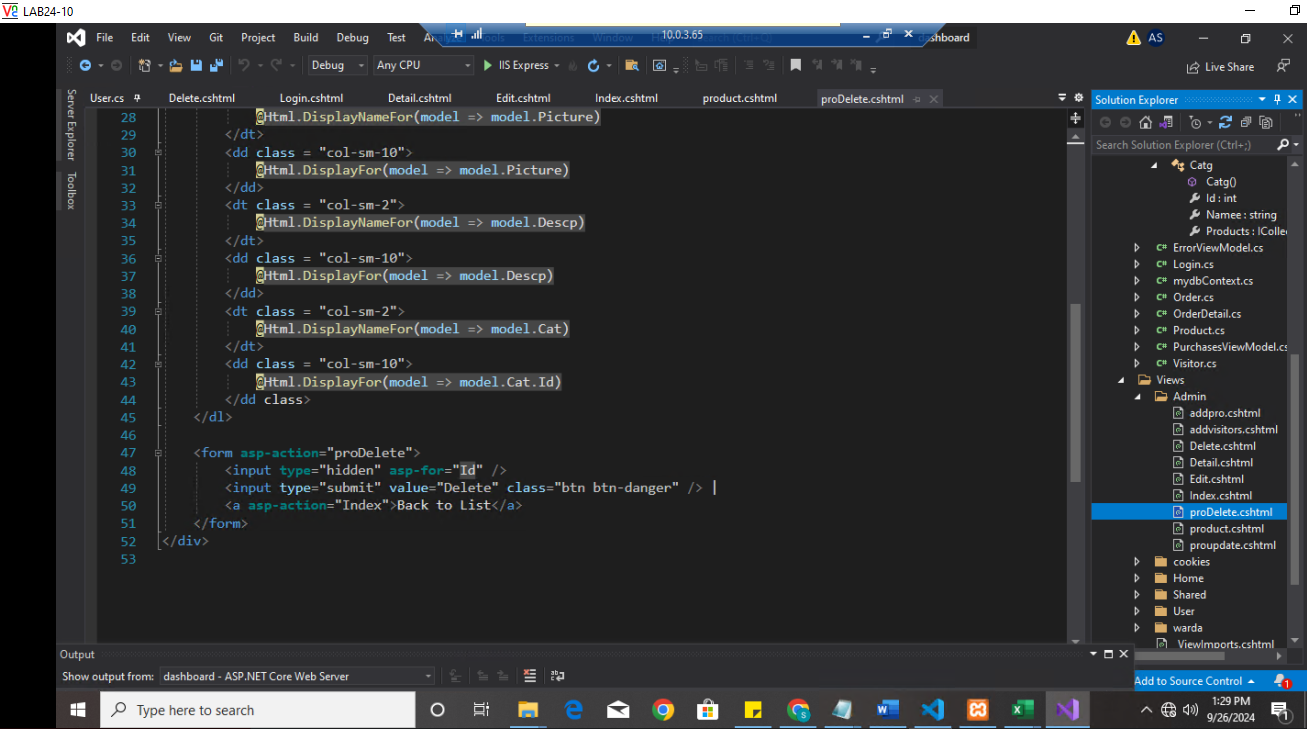 LAB24-10
File Edit View Git Project Build Debug Test 10.0.3.65 shboard AS
Debug Any CPU IIS Express Live Share
User.cs Delete.cshtml Login.cshtml Detail.cshtml Edit.cshtml Index.cshtml product.cshtml proDelete.cshtml
Server Explorer
Toolbox
28 @Html.DisplayNameFor(model => model.Picture)
29 </dt>
30 <dd class = "col-sm-10">
31 @Html.DisplayFor(model => model.Picture)
32 </dd>
33 <dt class = "col-sm-2">
34 @Html.DisplayNameFor(model => model.Descp)
35 </dt>
36 <dd class = "col-sm-10">
37 @Html.DisplayFor(model => model.Descp)
38 </dd>
39 <dt class = "col-sm-2">
40 @Html.DisplayNameFor(model => model.Cat)
41 </dt>
42 <dd class = "col-sm-10">
43 @Html.DisplayFor(model => model.Cat.Id)
44 </dd class>
45 </dl>
46
47 <form asp-action="proDelete">
48 <input type="hidden" asp-for="Id" />
49 <input type="submit" value="Delete" class="btn btn-danger" /> |
50 <a asp-action="Index">Back to List</a>
51 </form>
52 </div>
53
Solution Explorer
Search Solution Explorer (Ctrl+;)
Catg
Catg()
Id : int
Namee : string
Products : ICollec
C# ErrorViewModel.cs
C# Login.cs
C# mydbContext.cs
C# Order.cs
C# OrderDetail.cs
C# Product.cs
C# PurchasesViewModel.cs
C# Visitor.cs
Views
Admin
addpro.cshtml
addvisitors.cshtml
Delete.cshtml
Detail.cshtml
Edit.cshtml
Index.cshtml
proDelete.cshtml
product.cshtml
proupdate.cshtml
cookies
Home
Shared
User
warda
_ViewImports.cshtml
Output
Show output from: dashboard - ASP.NET Core Web Server
Add to Source Control 1
Type here to search
1:29 PM
9/26/2024
1